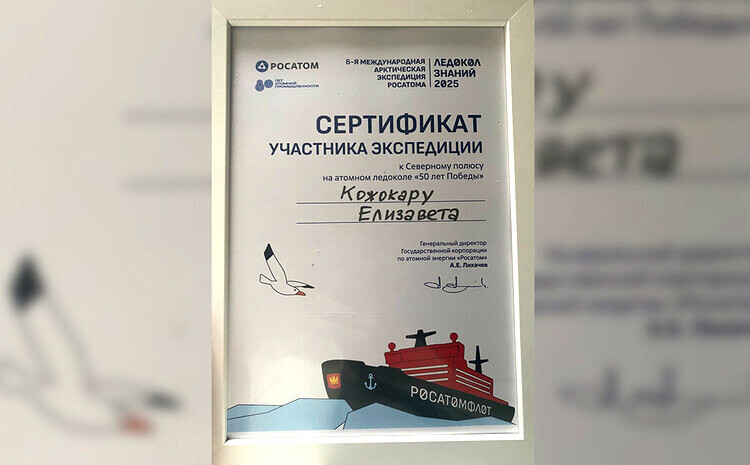 РОСАТОМ
80 ЛЕТ АТОМНОЙ ПРОМЫШЛЕННОСТИ
6-Я МЕЖДУНАРОДНАЯ
АРКТИЧЕСКАЯ
ЭКСПЕДИЦИЯ
РОСАТОМА
ЛЕДОКОЛ
ЗНАНИЙ
2025
СЕРТИФИКАТ
УЧАСТНИКА ЭКСПЕДИЦИИ
к Северному полюсу
на атомном ледоколе «50 лет Победы»
Кожокару
Елизавета
Генеральный директор
Государственной корпорации
по атомной энергии «Росатом»
А.Е. Лихачев
РОСАТОМФЛОТ